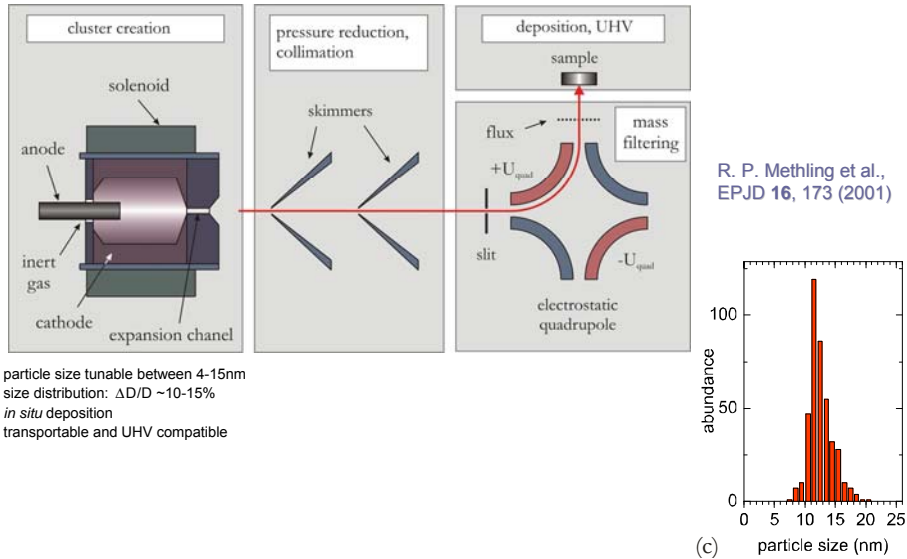 cluster creation
solenoid
anode
inert
gas
cathode
expansion chanel
pressure reduction,
collimation
skimmers
deposition, UHV
sample
flux
mass
filtering
+Uquad
slit
-Uquad
electrostatic
quadrupole
particle size tunable between 4-15nm
size distribution: ΔD/D ~10-15%
in situ deposition
transportable and UHV compatible
R. P. Methling et al.,
EPJD 16, 173 (2001)
abundance
100
50
0
0 5 10 15 20 25
particle size (nm)
(c)